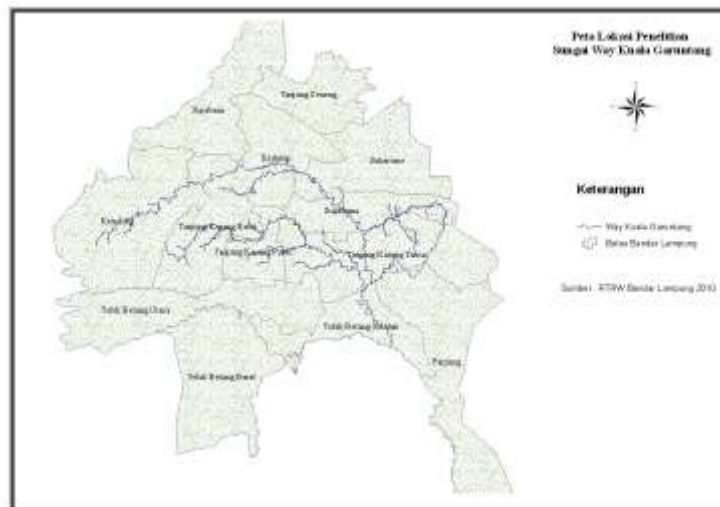 Peta Lokasi Penelitian
Sungai Way Kuala Garuntang
Tanjung Seneng
Rajabasa
Kedaton
Sukarame
Sukabumi
Kemiling
Tanjung Karang Barat
Tanjung Karang Pusat
Tanjung Karang Timur
Teluk Betung Utara
Teluk Betung Selatan
Panjang
Teluk Betung Barat
Keterangan
Way Kuala Garuntang
Batas Bandar Lampung
Sumber : RTRW Bandar Lampung 2010